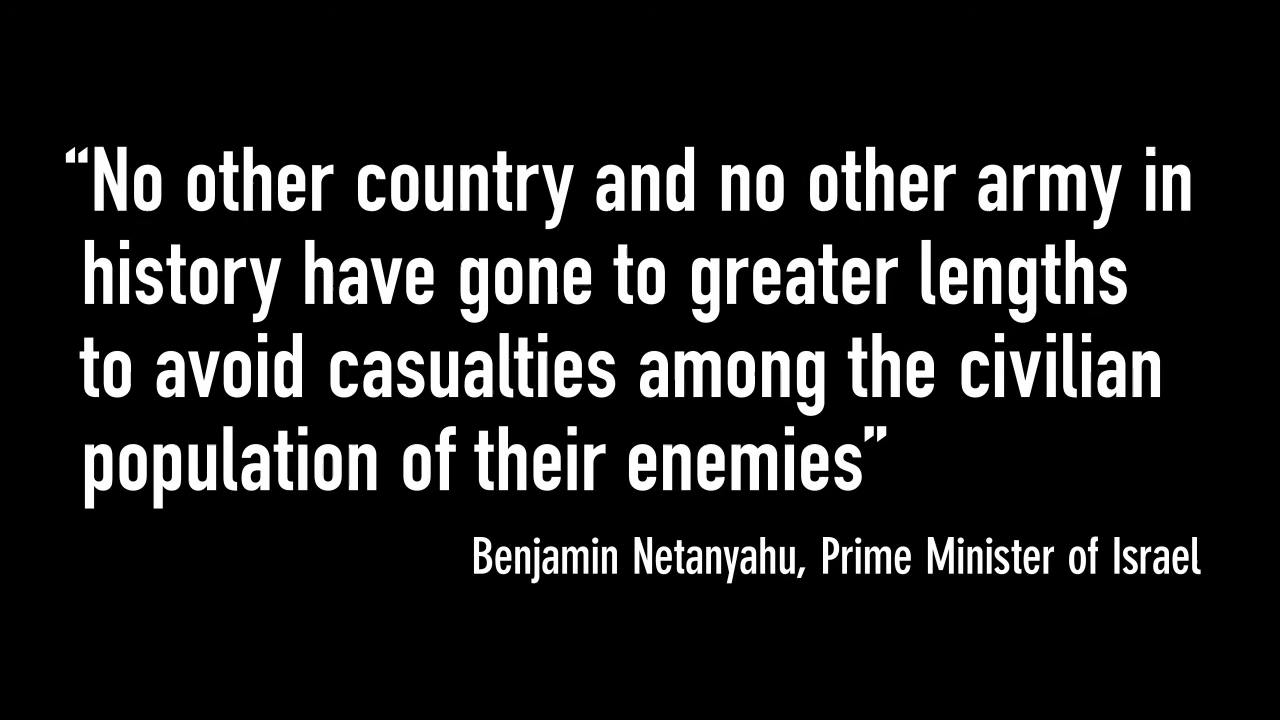 “No other country and no other army in
history have gone to greater lengths
to avoid casualties among the civilian
population of their enemies”
Benjamin Netanyahu, Prime Minister of Israel